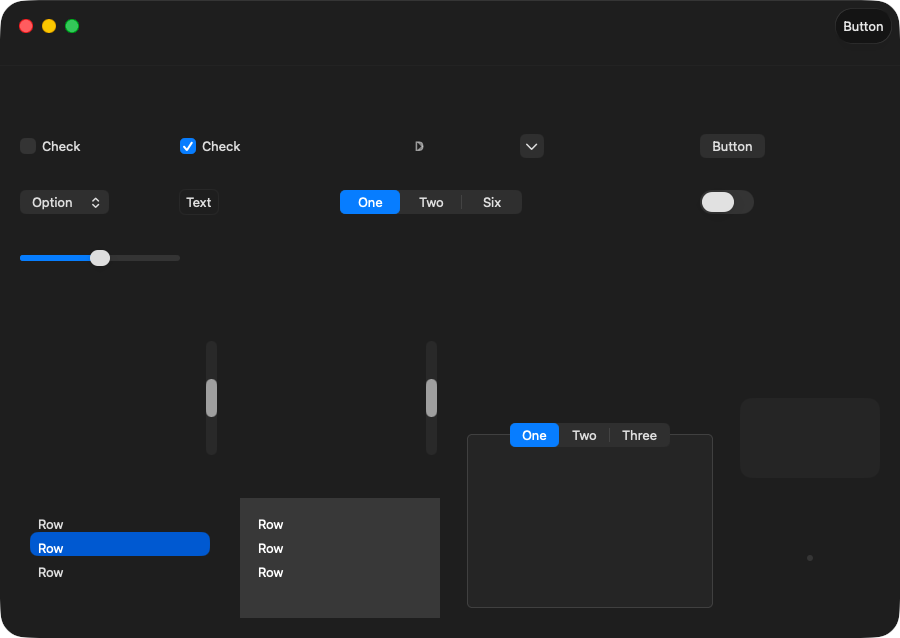 Button
Check
Check
Button
Option
Text
One
Two
Six
One
Two
Three
Row
Row
Row
Row
Row
Row